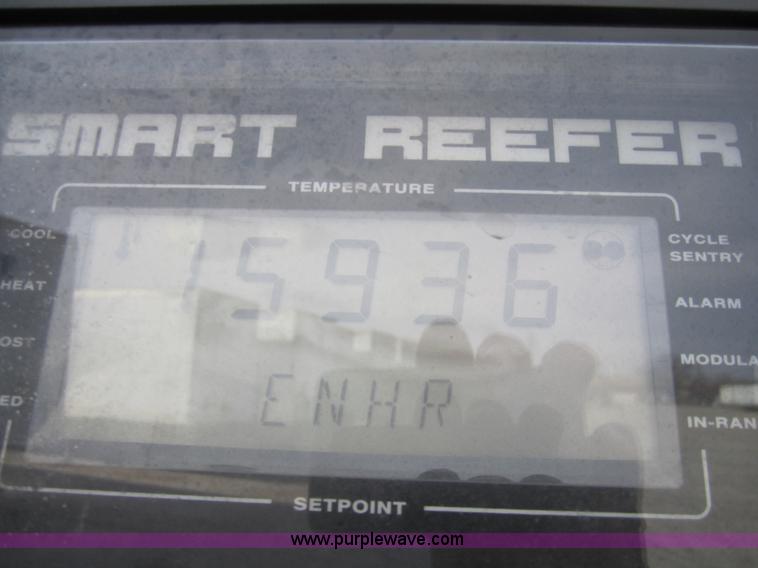 SMART REEFER
TEMPERATURE
COOL
15936
CYCLE
SENTRY
HEAT
ALARM
OST
MODULA
ENHR
ED
IN-RAN
SETPOINT
www.purplewave.com